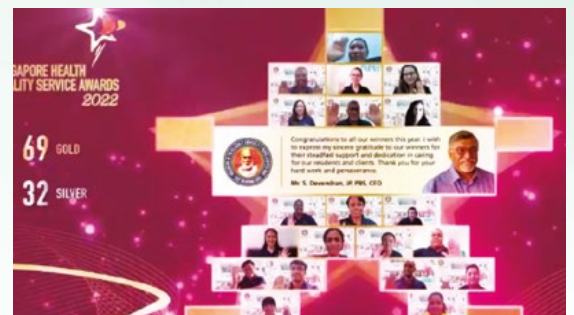 APORE HEALTH
LITY SERVICE AWARDS
2022
69 GOLD
32 SILVER
Congratulations to all our winners this year. I wish
to express my sincere gratitude to our winners for
their steadfast support and dedication in caring
for our residents and clients. Thank you for your
hard work and perseverance.
Mr S. Devendran, JP, PBS, CEO